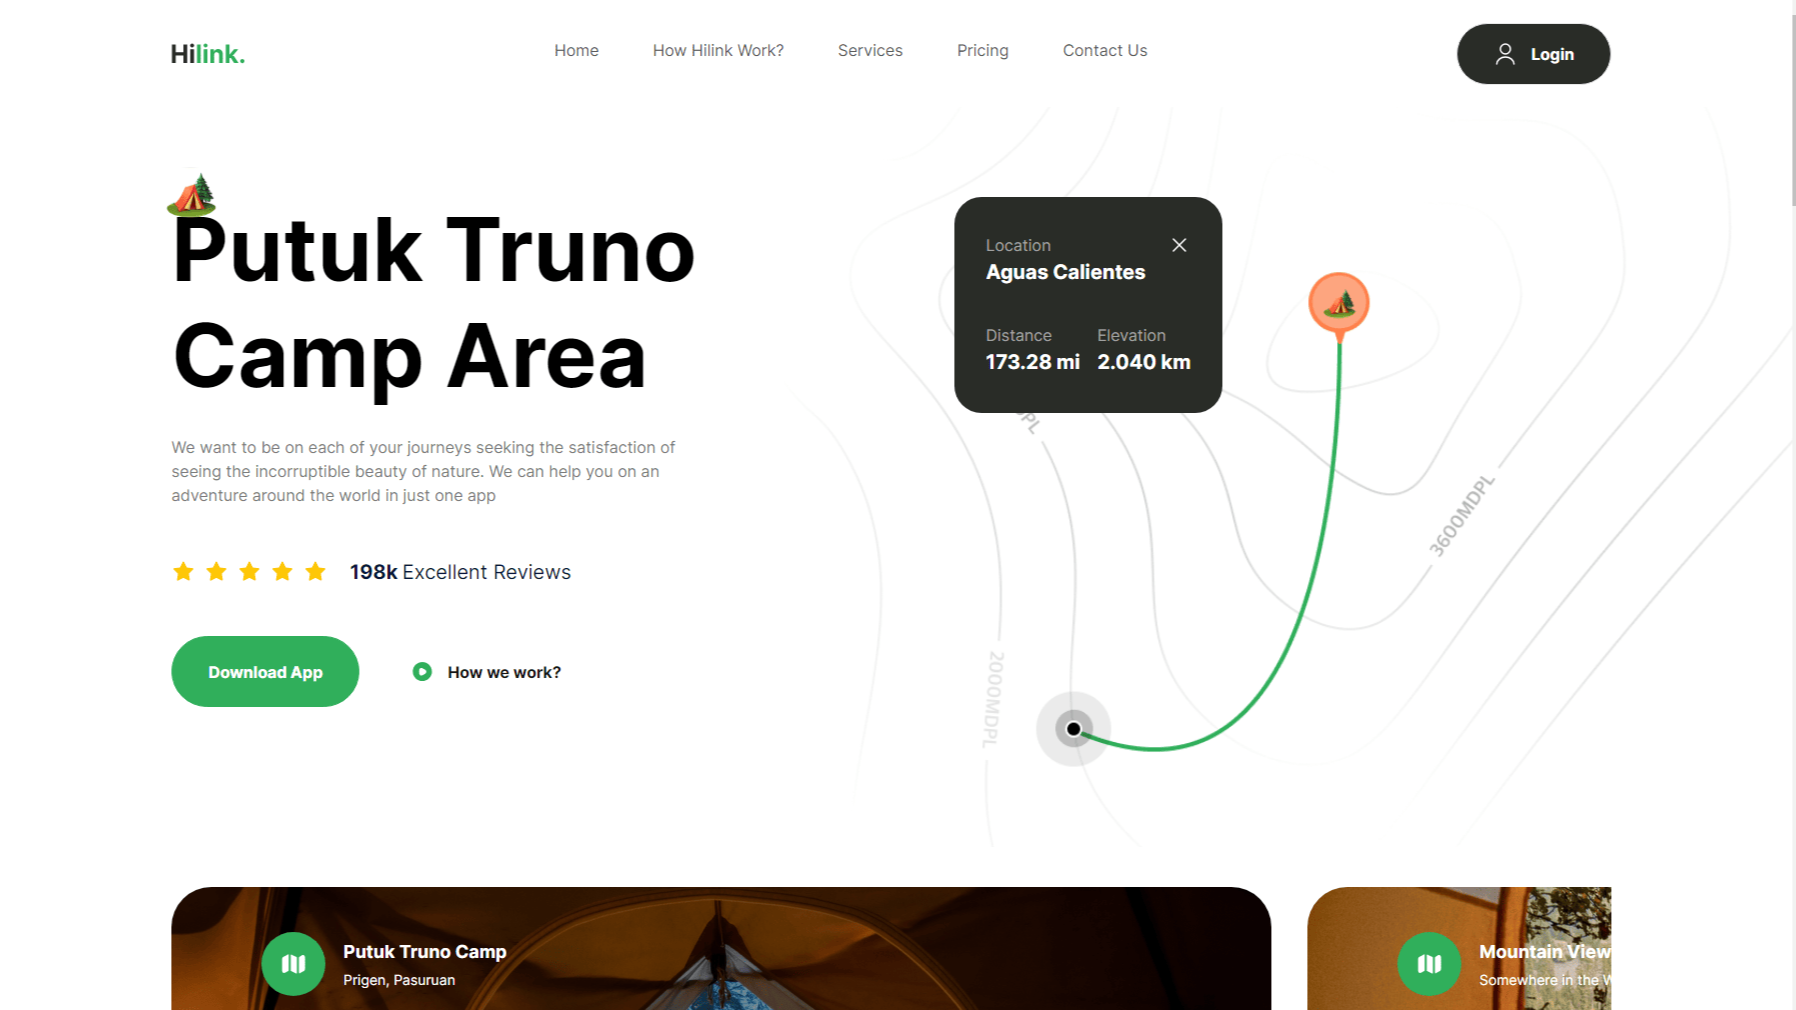 Hilink.
Home
How Hilink Work?
Services
Pricing
Contact Us
Login
Putuk Truno
Camp Area
We want to be on each of your journeys seeking the satisfaction of
seeing the incorruptible beauty of nature. We can help you on an
adventure around the world in just one app
198k Excellent Reviews
Download App
How we work?
Location
Aguas Calientes
Distance
Elevation
173.28 mi
2.040 km
3600MDPL
2000MDPL
Putuk Truno Camp
Prigen, Pasuruan
Mountain View
Somewhere in the